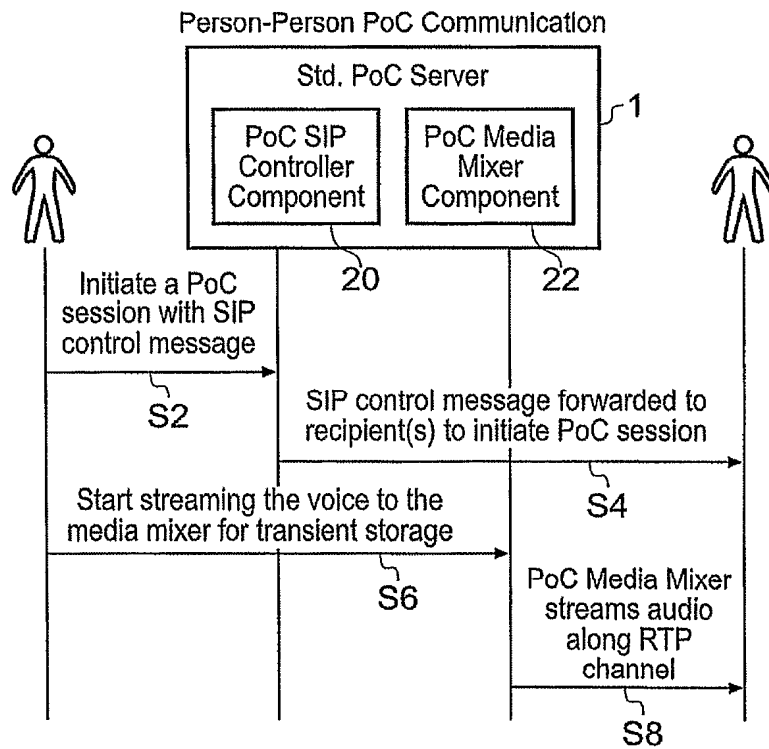 Person-Person PoC Communication
Std. PoC Server
1
PoC SIP
Controller
Component
PoC Media
Mixer
Component
20
22
Initiate a PoC
session with SIP
control message
S2
SIP control message forwarded to
recipient(s) to initiate PoC session
S4
Start streaming the voice to the
media mixer for transient storage
S6
PoC Media Mixer
streams audio
along RTP
channel
S8